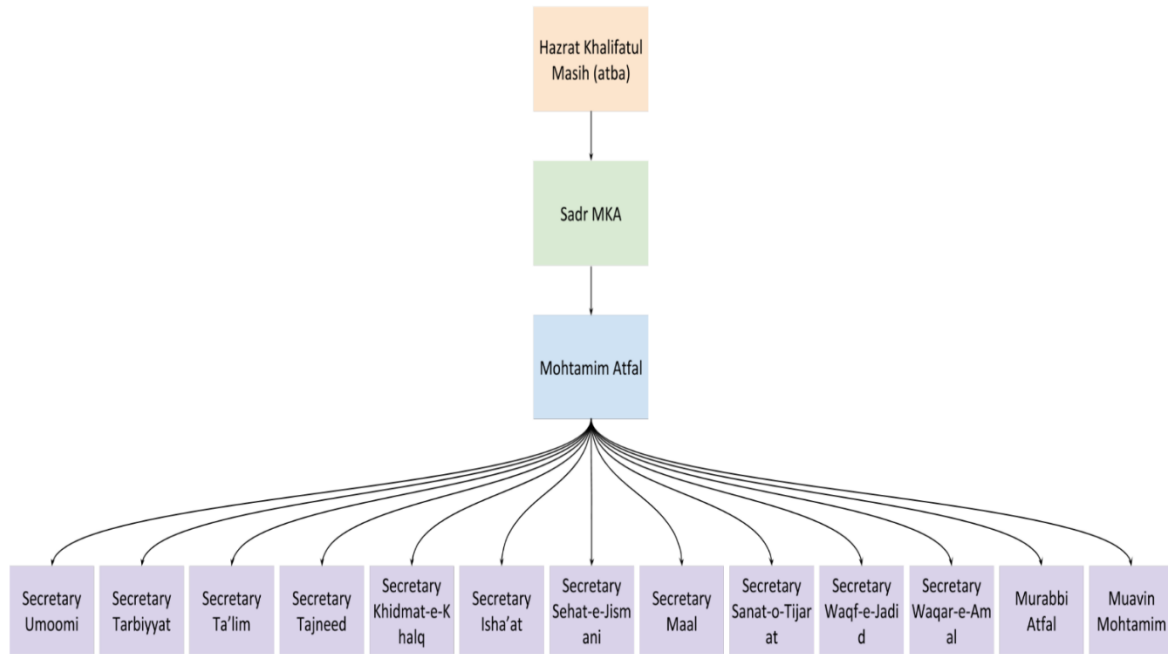 Hazrat Khalifatul
Masih (atba)
Sadr MKA
Mohtamim Atfal
Secretary
Umoomi
Secretary
Tarbiyyat
Secretary
Ta’lim
Secretary
Tajneed
Secretary
Khidmat-e-K
halq
Secretary
Isha’at
Secretary
Sehat-e-Jism
ani
Secretary
Maal
Secretary
Sanat-o-Tijar
at
Secretary
Waqf-e-Jadi
d
Secretary
Waqar-e-Am
al
Murabbi
Atfal
Muavin
Mohtamim